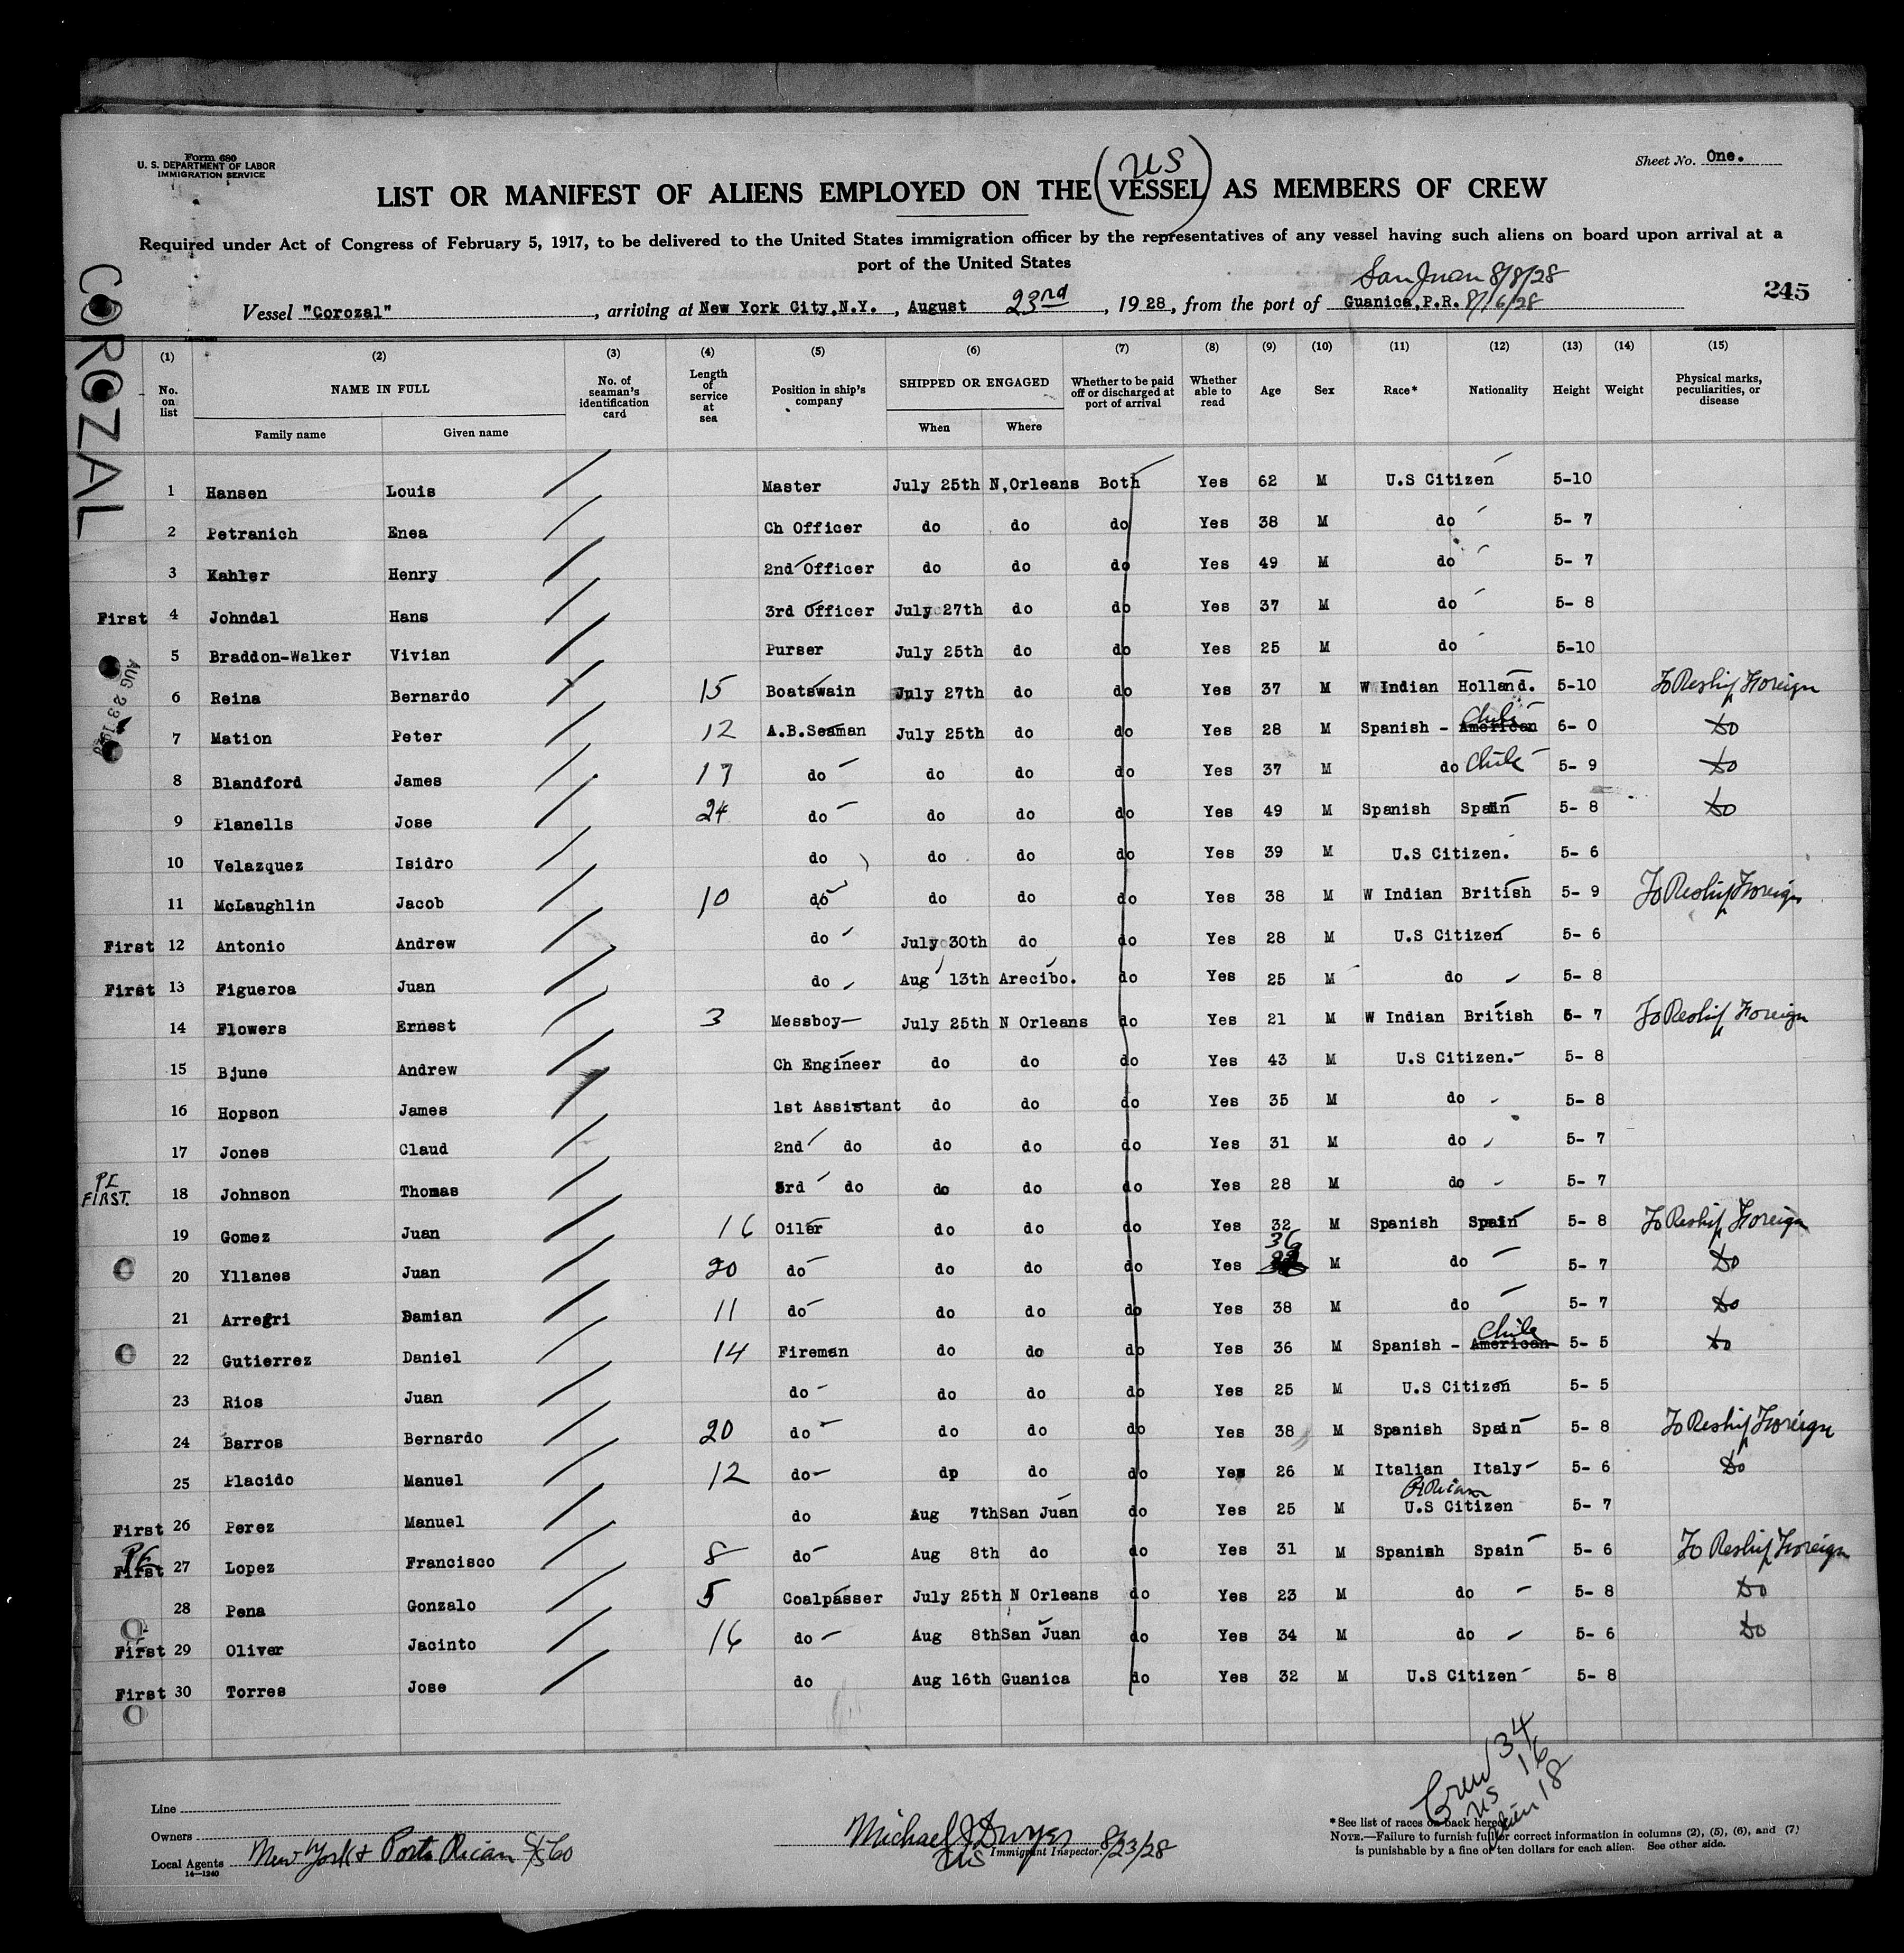 Form 680
U. S. DEPARTMENT OF LABOR
IMMIGRATION SERVICE
Sheet No. One.
US
LIST OR MANIFEST OF ALIENS EMPLOYED ON THE (VESSEL) AS MEMBERS OF CREW
Required under Act of Congress of February 5, 1917, to be delivered to the United States immigration officer by the representatives of any vessel having such aliens on board upon arrival at a
port of the United States
San Juan 8/8/28
Vessel "Corozal", arriving at New York City,N.Y., August 23rd, 1928, from the port of Guanica,P.R. 8/16/28
245
COROZAL
(1) (2) (3) (4) (5) (6) (7) (8) (9) (10) (11) (12) (13) (14) (15)
No. on list NAME IN FULL No. of seaman's identification card Length of service at sea Position in ship's company SHIPPED OR ENGAGED Whether to be paid off or discharged at port of arrival Whether able to read Age Sex Race* Nationality Height Weight Physical marks, peculiarities, or disease
Family name Given name When Where
1 Hansen Louis Master July 25th N,Orleans Both Yes 62 M U.S Citizen 5-10
2 Petranich Enea Ch Officer do do do Yes 38 M do 5- 7
3 Kahler Henry 2nd Officer do do do Yes 49 M do 5- 7
First 4 Johndal Hans 3rd Officer July 27th do do Yes 37 M do 5- 8
5 Braddon-Walker Vivian Purser July 25th do do Yes 25 M do 5-10
AUG 23 1928
6 Reina Bernardo 15 Boatswain July 27th do do Yes 37 M W Indian Holland. 5-10 To Reship Foreign
7 Mation Peter 12 A.B.Seaman July 25th do do Yes 28 M Spanish - American Chile 6- 0 Do
8 Blandford James 17 do do do do Yes 37 M do Chile 5- 9 Do
9 Planells Jose 24 do do do do Yes 49 M Spanish Spain 5- 8 Do
10 Velazquez Isidro do do do do Yes 39 M U.S Citizen. 5- 6
11 McLaughlin Jacob 10 do do do do Yes 38 M W Indian British 5- 9 To Reship Foreign
First 12 Antonio Andrew do July 30th do do Yes 28 M U.S Citizen 5- 6
First 13 Figueroa Juan do Aug 13th Arecibo. do Yes 25 M do 5- 8
14 Flowers Ernest 3 Messboy July 25th N Orleans do Yes 21 M W Indian British 5- 7 To Reship Foreign
15 Bjune Andrew Ch Engineer do do do Yes 43 M U.S Citizen. 5- 8
16 Hopson James 1st Assistant do do do Yes 35 M do 5- 8
17 Jones Claud 2nd do do do do Yes 31 M do 5- 7
PE FIRST. 18 Johnson Thomas 3rd do do do do Yes 28 M do 5- 7
19 Gomez Juan 16 Oiler do do do Yes 32 M Spanish Spain 5- 8 To Reship Foreign
20 Yllanes Juan 20 do do do do Yes 36 M do 5- 7 Do
21 Arregri Damian 11 do do do do Yes 38 M do 5- 7 Do
22 Gutierrez Daniel 14 Fireman do do do Yes 36 M Spanish - American Chile 5- 5 Do
23 Rios Juan do do do do Yes 25 M U.S Citizen 5- 5
24 Barros Bernardo 20 do do do do Yes 38 M Spanish Spain 5- 8 To Reship Foreign
25 Placido Manuel 12 do dp do do Yes 26 M Italian Italy 5- 6 Do
First 26 Perez Manuel do Aug 7th San Juan do Yes 25 M P.Rican U.S Citizen 5- 7
PE First 27 Lopez Francisco 8 do Aug 8th do do Yes 31 M Spanish Spain 5- 6 To Reship Foreign
28 Pena Gonzalo 5 Coalpasser July 25th N Orleans do Yes 23 M do 5- 8 Do
First 29 Oliver Jacinto 16 do Aug 8th San Juan do Yes 34 M do 5- 6 Do
First 30 Torres Jose do Aug 16th Guanica do Yes 32 M U.S Citizen 5- 8
Crew 34
US 16
Alien 18
Line
Owners
Local Agents New York & Porto Rican S/S Co
14-1240
Michael J Dwyer 8/23/28
US Immigrant Inspector.
*See list of races on back hereof.
NOTE.—Failure to furnish full or correct information in columns (2), (5), (6), and (7)
is punishable by a fine of ten dollars for each alien. See other side.